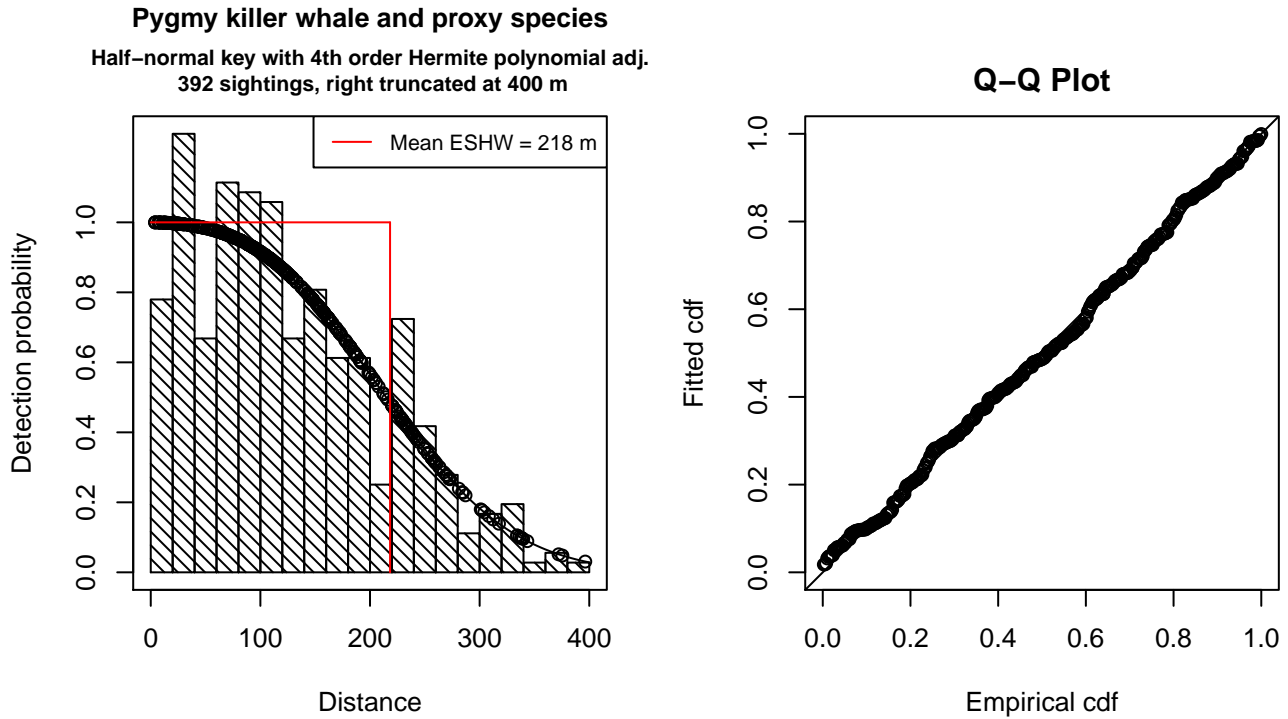 Pygmy killer whale and proxy species
Half−normal key with 4th order Hermite polynomial adj.
392 sightings, right truncated at 400 m
Mean ESHW = 218 m
Detection probability
0.0 0.2 0.4 0.6 0.8 1.0
0 100 200 300 400
Distance
Q−Q Plot
Fitted cdf
0.0 0.2 0.4 0.6 0.8 1.0
0.0 0.2 0.4 0.6 0.8 1.0
Empirical cdf